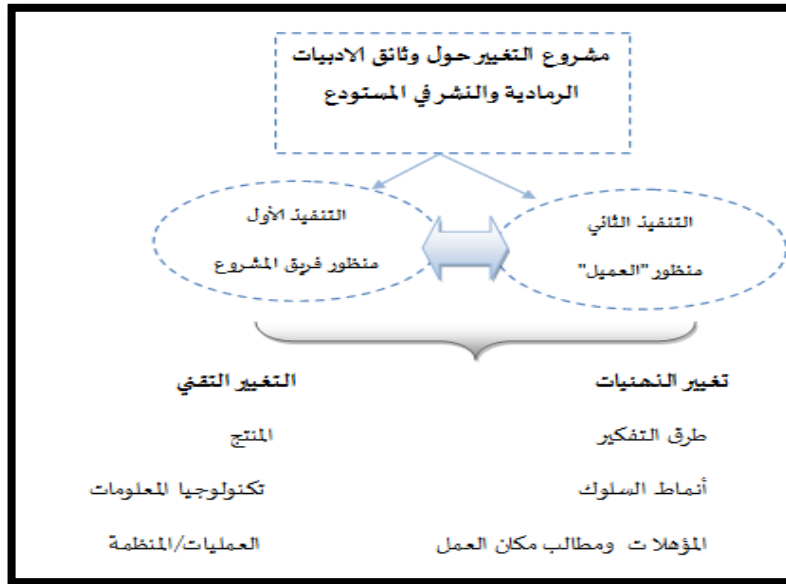 مشروع التغيير حول وثائق الادبيات
الرمادية والنشر في المستودع
التنفيذ الثاني
منظور "العميل"
التنفيذ الأول
منظور فريق المشروع
تغيير الذهنيات
طرق التفكير
أنماط السلوك
المؤهلات ومطالب مكان العمل
التغيير التقني
المنتج
تكنولوجيا المعلومات
العمليات/المنظمة